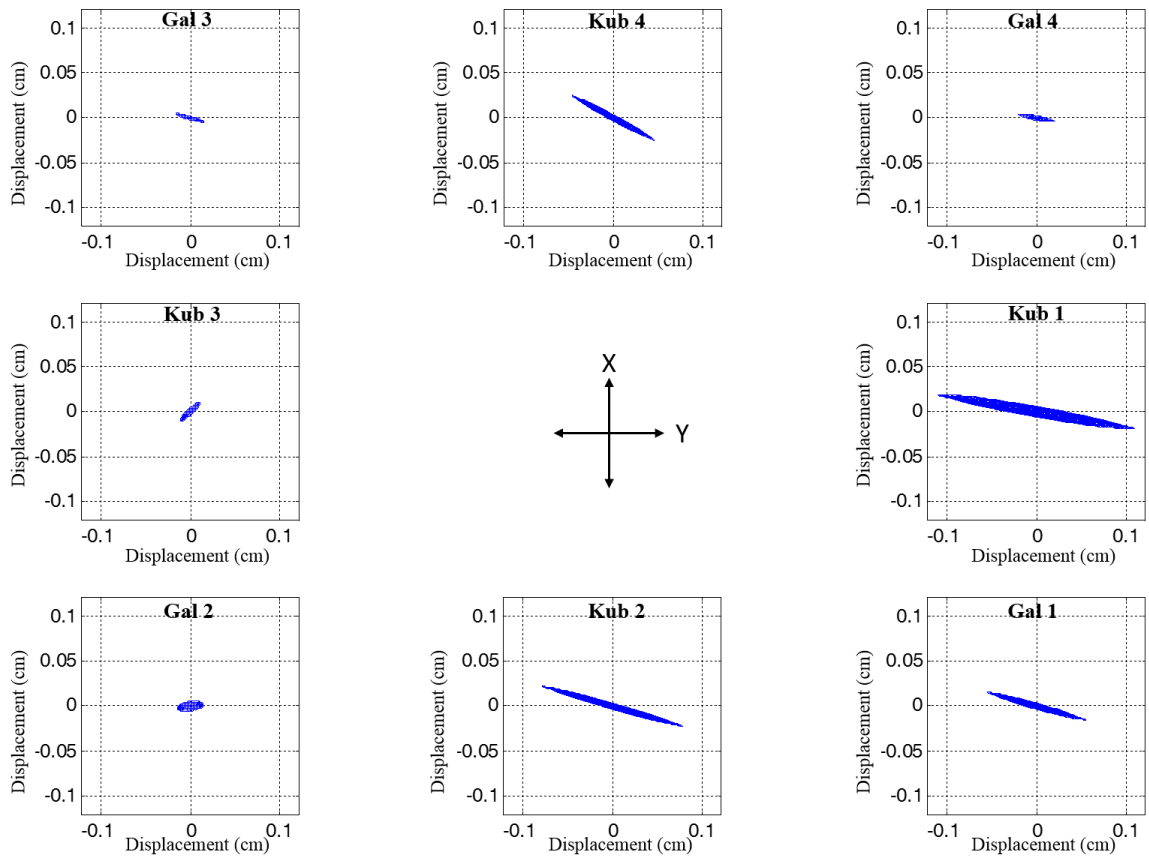 Gal 3
Displacement (cm)
0.1
0.05
0
-0.05
-0.1
-0.1 0 0.1
Displacement (cm)
Kub 4
Displacement (cm)
0.1
0.05
0
-0.05
-0.1
-0.1 0 0.1
Displacement (cm)
Gal 4
Displacement (cm)
0.1
0.05
0
-0.05
-0.1
-0.1 0 0.1
Displacement (cm)
Kub 3
Displacement (cm)
0.1
0.05
0
-0.05
-0.1
-0.1 0 0.1
Displacement (cm)
X
Y
Kub 1
Displacement (cm)
0.1
0.05
0
-0.05
-0.1
-0.1 0 0.1
Displacement (cm)
Gal 2
Displacement (cm)
0.1
0.05
0
-0.05
-0.1
-0.1 0 0.1
Displacement (cm)
Kub 2
Displacement (cm)
0.1
0.05
0
-0.05
-0.1
-0.1 0 0.1
Displacement (cm)
Gal 1
Displacement (cm)
0.1
0.05
0
-0.05
-0.1
-0.1 0 0.1
Displacement (cm)